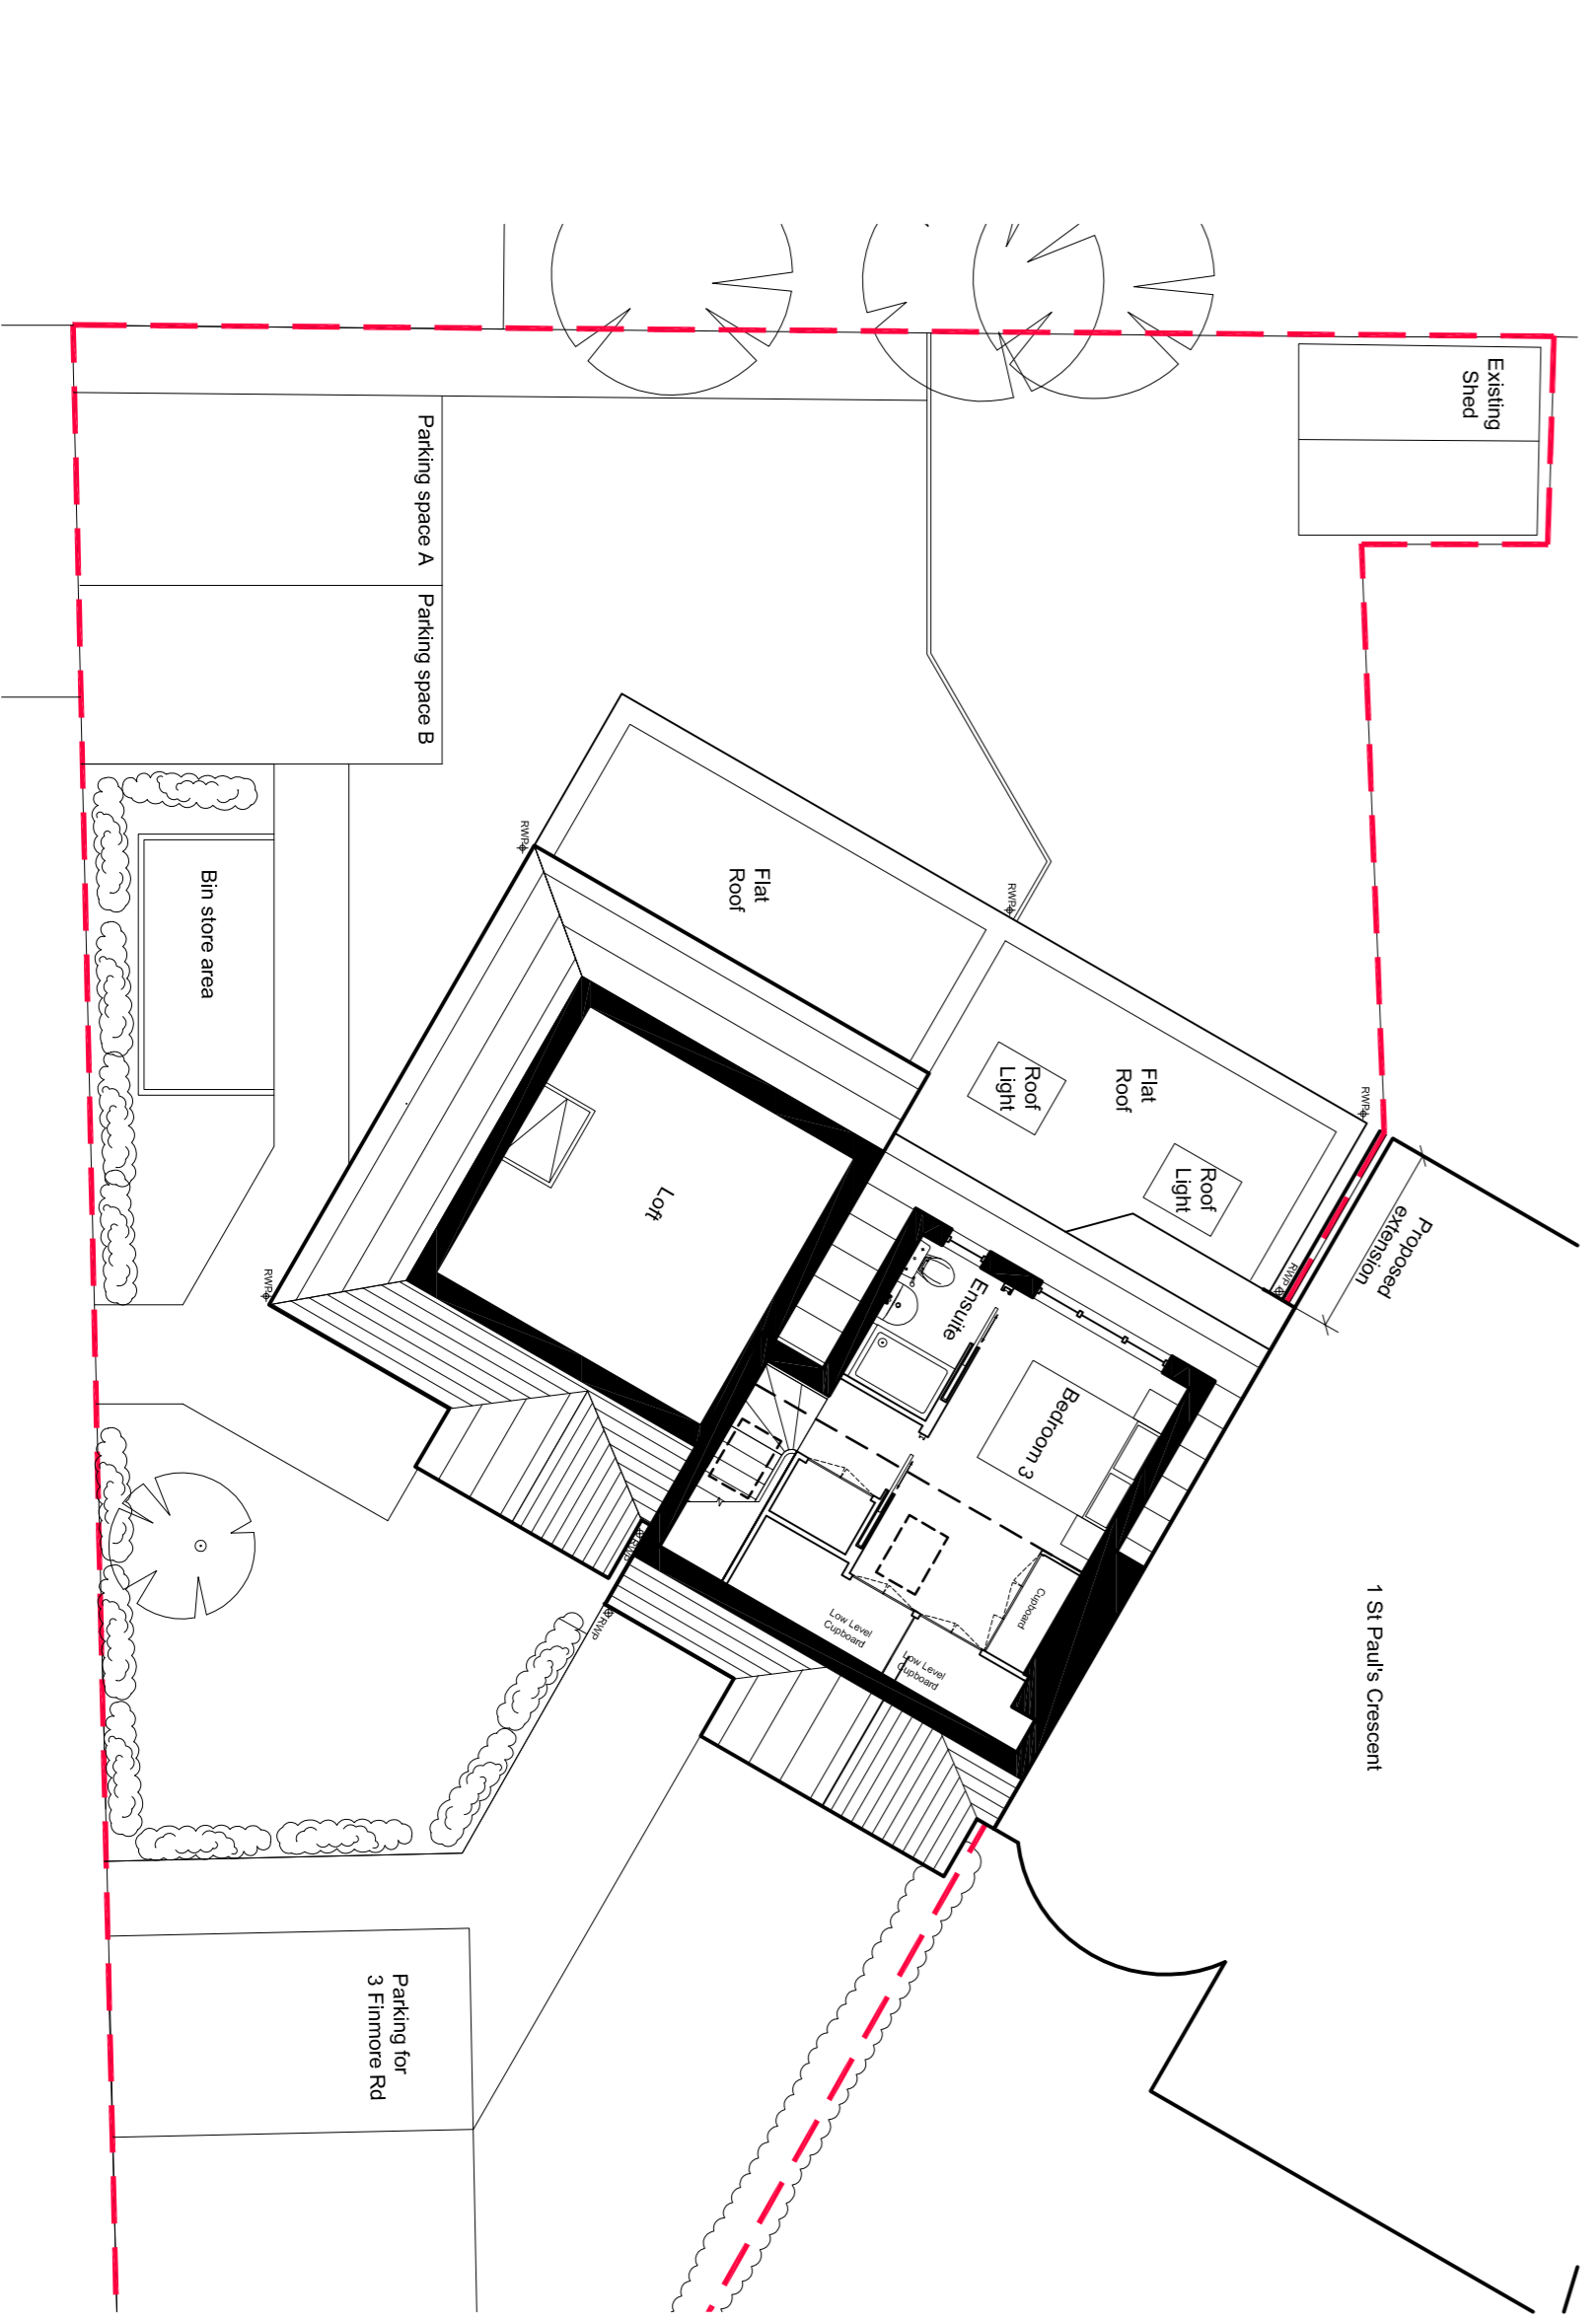 Existing
Shed
Parking space A
Parking space B
Bin store area
Flat
Roof
Flat
Roof
Roof
Light
Roof
Light
Proposed
extension
RWP
RWP
RWP
RWP
RWP
RWP
RWP
Loft
Ensuite
Bedroom 3
Cupboard
Low Level
Cupboard
Low Level
Cupboard
1 St Paul's Crescent
Parking for
3 Finmore Rd